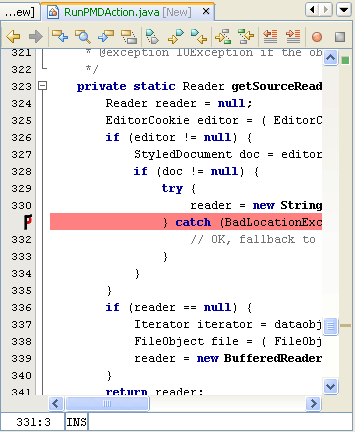 ...ew] RunPMDAction.java [New]
321 * @exception IOException if the ob
322 */
323 private static Reader getSourceRead
324 Reader reader = null;
325 EditorCookie editor = ( EditorC
326 if (editor != null) {
327 StyledDocument doc = editor
328 if (doc != null) {
329 try {
330 reader = new String
} catch (BadLocationExc
332 // OK, fallback to
333 }
334 }
335 }
336 if (reader == null) {
337 Iterator iterator = dataobj
338 FileObject file = ( FileObj
339 reader = new BufferedReader
340 }
341 return reader;
331:3 INS